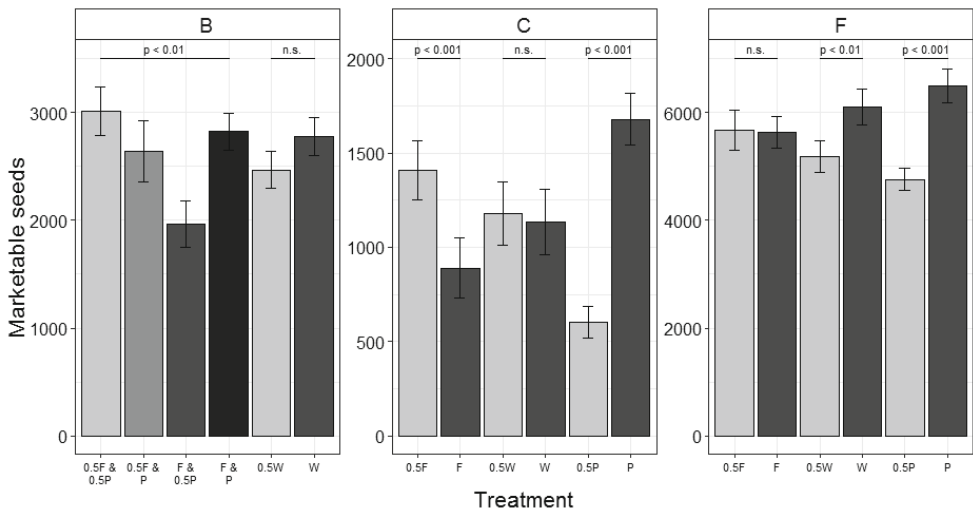 B
C
F
p < 0.01
n.s.
p < 0.001
n.s.
p < 0.001
n.s.
p < 0.01
p < 0.001
Marketable seeds
3000
2000
1000
0
2000
1500
1000
500
0
6000
4000
2000
0
0.5F &
0.5P
0.5F &
P
F &
0.5P
F &
P
0.5W
W
0.5F
F
0.5W
W
0.5P
P
0.5F
F
0.5W
W
0.5P
P
Treatment